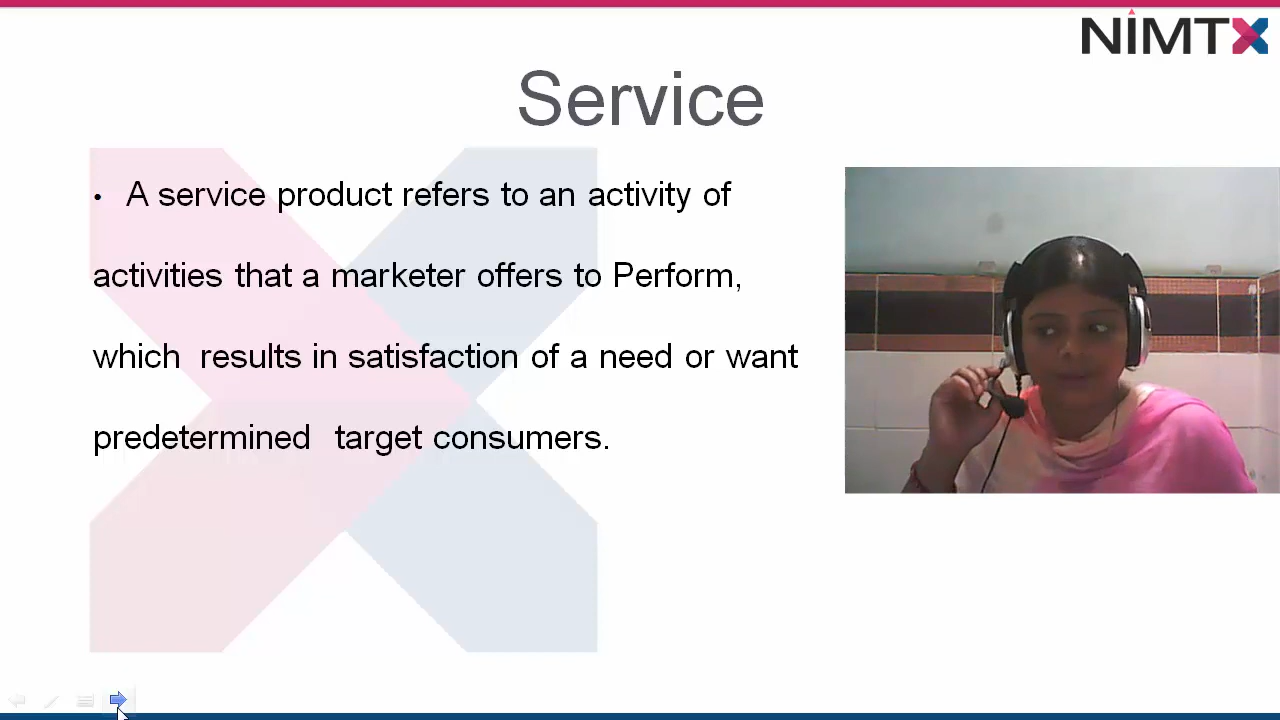 NIMTX
Service
• A service product refers to an activity of
activities that a marketer offers to Perform,
which results in satisfaction of a need or want
predetermined target consumers.